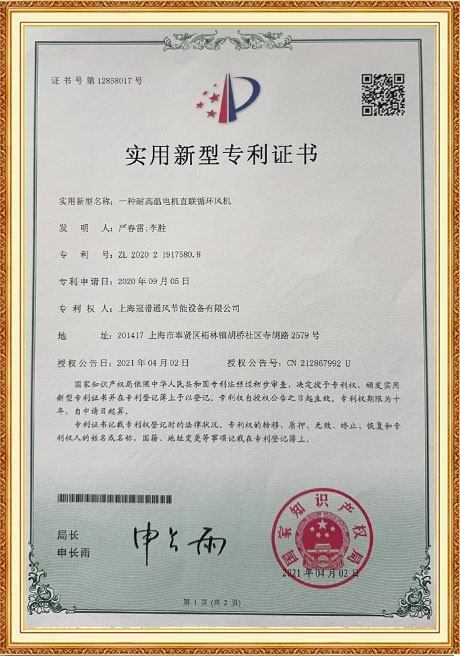 证书号第12858017号
实用新型专利证书
实用新型名称：一种耐高温电机直联循环风机
发明人：严春雷;李胜
专利号：ZL 2020 2 1917580.8
专利申请日：2020年09月05日
专利权人：上海冠带通风节能设备有限公司
地址：201417 上海市奉贤区柘林镇胡桥社区寺胡路2579号
授权公告日：2021年04月02日 授权公告号：CN 212867992 U
国家知识产权局依照中华人民共和国专利法经过初步审查，决定授予专利权，颁发实用
新型专利证书并在专利登记簿上予以登记。专利权自授权公告之日起生效。专利权期限为十
年，自申请日起算。
专利证书记载专利权登记时的法律状况。专利权的转移、质押、无效、终止、恢复和专
利权人的姓名或名称、国籍、地址变更等事项记载在专利登记簿上。
局长
申长雨
申长雨
国家知识产权局
2021年04月02日
第1页(共2页)